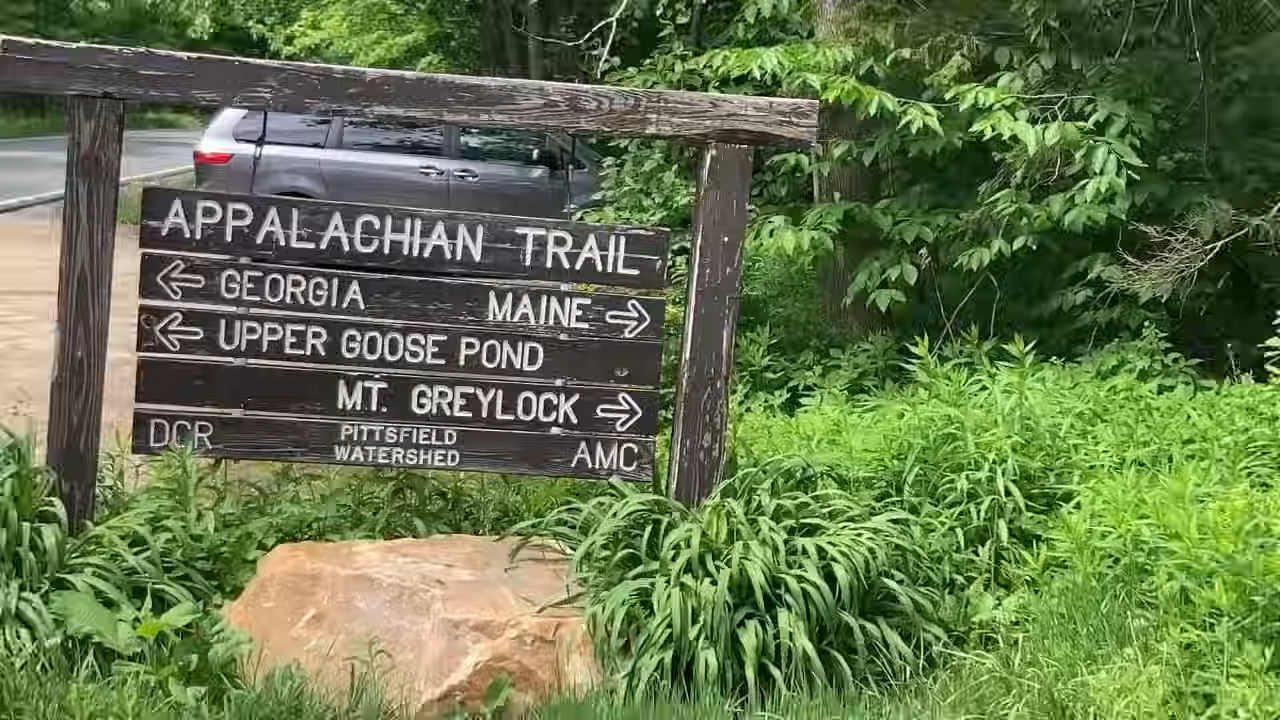 APPALACHIAN TRAIL
GEORGIA MAINE
UPPER GOOSE POND
MT. GREYLOCK
DCR PITTSFIELD WATERSHED AMC